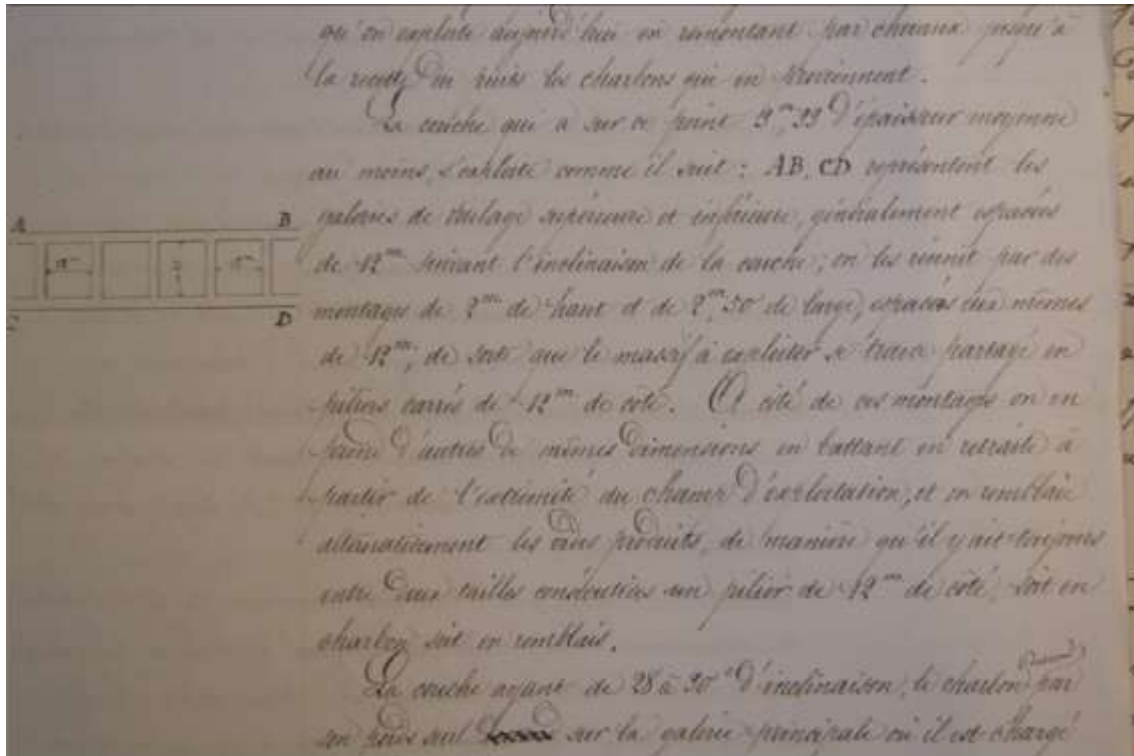 qu'on exploite aujourd'hui en remontant par chevaux jusqu'à
la recette du puits les charbons qui en proviennent.
La couche qui a sur ce point 3m,33 d'épaisseur moyenne
au moins, s'exploite comme il suit : AB, CD représentent les
galeries de roulage supérieure et inférieure, généralement espacées
de 12m suivant l'inclinaison de la couche ; on les réunit par des
montages de 2m de haut et de 2m,50 de large, espacés eux mêmes
de 12m, de sorte que le massif à exploiter se trouve partagé en
piliers carrés de 12m de côté. A côté de ces montages on en
prend d'autres de mêmes dimensions en battant en retraite à
partir de l'extrémité du champ d'exploitation, et on remblaie
alternativement les vides produits, de manière qu'il y ait toujours
entre deux tailles consécutives un pilier de 12m de côté, soit en
charbon soit en remblais.
La couche ayant de 28 à 30° d'inclinaison, le charbon par
son poids seul sur la galerie principale où il est chargé
A B
C D